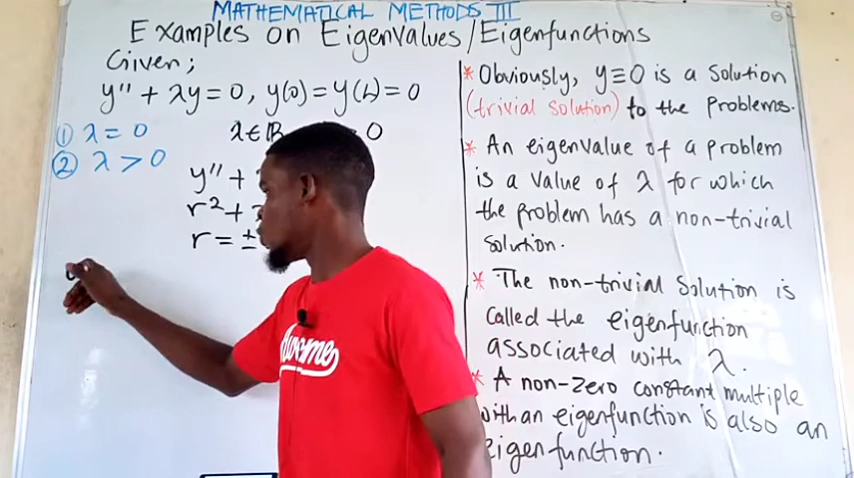 MATHEMATICAL METHODS III
Examples on Eigenvalues/Eigenfunctions
Given;
y'' + λy = 0, y(0) = y(L) = 0
① λ = 0
λ ∈ ℝ 0
② λ > 0
y'' +
r² +
r = ±
* Obviously, y ≡ 0 is a solution
(trivial solution) to the problems.
* An eigenvalue of a problem
is a value of λ for which
the problem has a non-trivial
solution.
* The non-trivial solution is
called the eigenfunction
associated with λ.
* A non-zero constant multiple
with an eigenfunction is also an
eigenfunction.